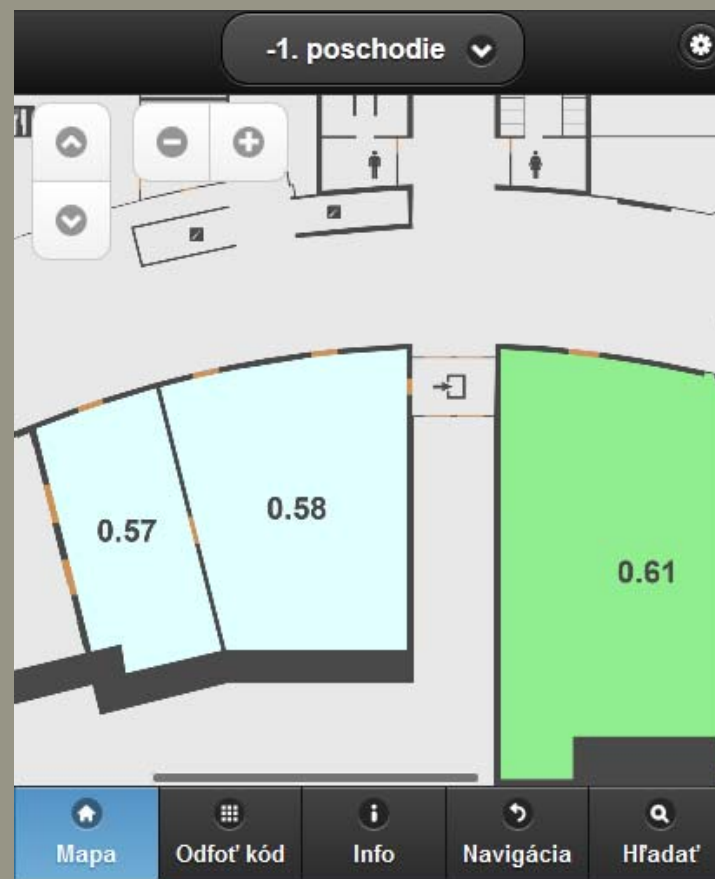 -1. poschodie
0.57
0.58
0.61
Mapa
Odfoť kód
Info
Navigácia
Hľadať